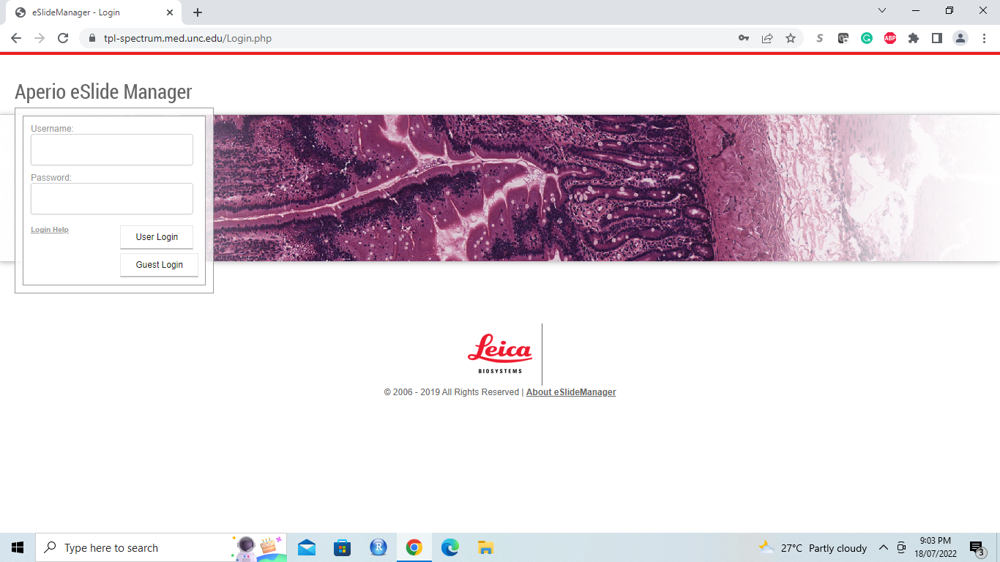 eSlideManager - Login
tpl-spectrum.med.unc.edu/Login.php
S
G
ABP
Aperio eSlide Manager
Username:
Password:
Login Help
User Login
Guest Login
Leica
BIOSYSTEMS
© 2006 - 2019 All Rights Reserved | About eSlideManager
Type here to search
R
27°C Partly cloudy
9:03 PM
18/07/2022
3